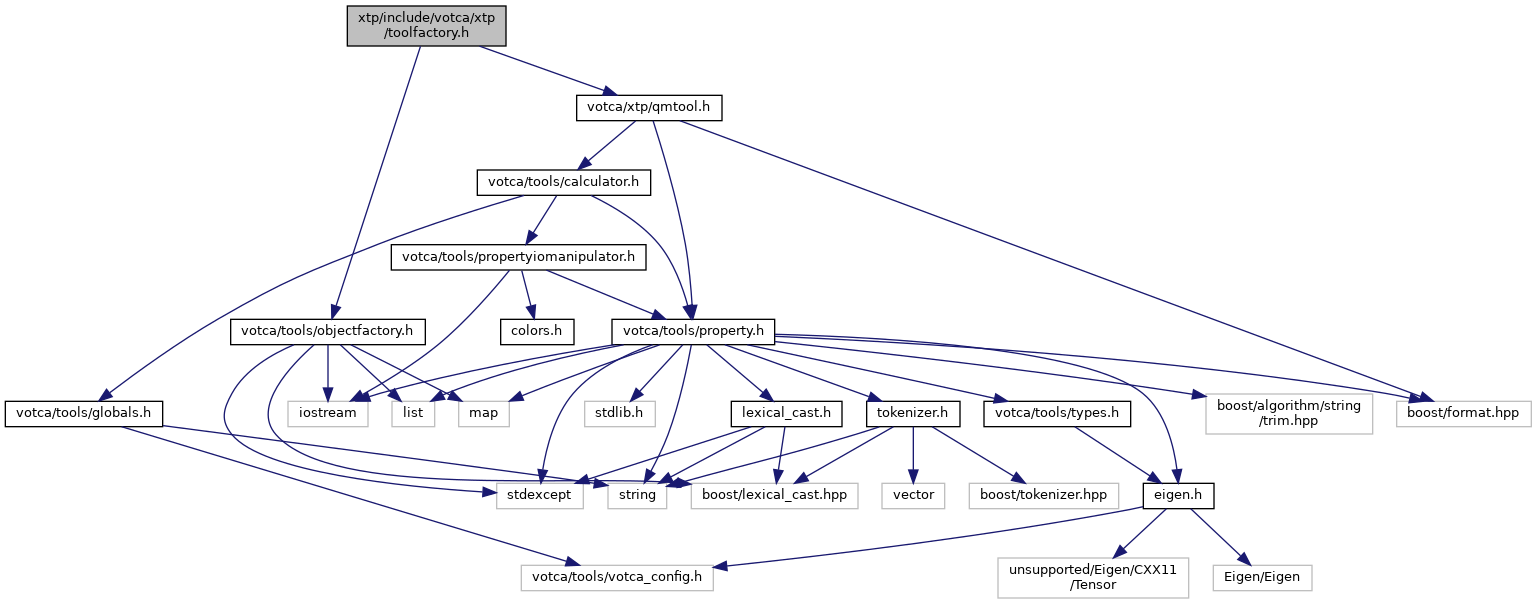 xtp/include/votca/xtp
/toolfactory.h
votca/xtp/qmtool.h
votca/tools/calculator.h
votca/tools/propertyiomanipulator.h
votca/tools/objectfactory.h
colors.h
votca/tools/property.h
votca/tools/globals.h
iostream
list
map
stdlib.h
lexical_cast.h
tokenizer.h
votca/tools/types.h
boost/algorithm/string
/trim.hpp
boost/format.hpp
stdexcept
string
boost/lexical_cast.hpp
vector
boost/tokenizer.hpp
eigen.h
votca/tools/votca_config.h
unsupported/Eigen/CXX11
/Tensor
Eigen/Eigen